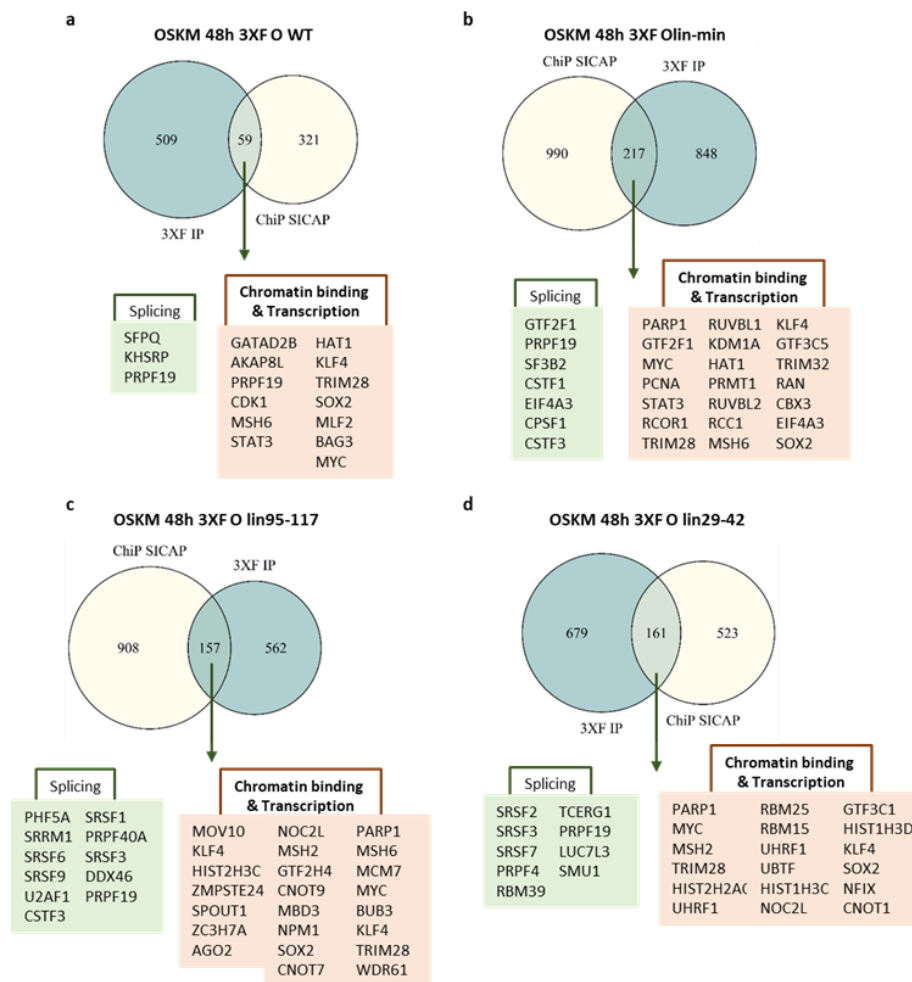 a
OSKM 48h 3XF O WT
509
59
321
3XF IP
ChiP SICAP
Splicing
SFPQ
KHSRP
PRPF19
Chromatin binding
& Transcription
GATAD2B HAT1
AKAP8L KLF4
PRPF19 TRIM28
CDK1 SOX2
MSH6 MLF2
STAT3 BAG3
MYC
b
OSKM 48h 3XF Olin-min
ChiP SICAP
3XF IP
990
217
848
Splicing
GTF2F1
PRPF19
SF3B2
CSTF1
EIF4A3
CPSF1
CSTF3
Chromatin binding
& Transcription
PARP1 RUVBL1 KLF4
GTF2F1 KDM1A GTF3C5
MYC HAT1 TRIM32
PCNA PRMT1 RAN
STAT3 RUVBL2 CBX3
RCOR1 RCC1 EIF4A3
TRIM28 MSH6 SOX2
c
OSKM 48h 3XF O lin95-117
ChiP SICAP
3XF IP
908
157
562
Splicing
PHF5A SRSF1
SRRM1 PRPF40A
SRSF6 SRSF3
SRSF9 DDX46
U2AF1 PRPF19
CSTF3
Chromatin binding
& Transcription
MOV10 NOC2L PARP1
KLF4 MSH2 MSH6
HIST2H3C GTF2H4 MCM7
ZMPSTE24 CNOT9 MYC
SPOUT1 MBD3 BUB3
ZC3H7A NPM1 KLF4
AGO2 SOX2 TRIM28
CNOT7 WDR61
d
OSKM 48h 3XF O lin29-42
679
161
523
3XF IP
ChiP SICAP
Splicing
SRSF2 TCERG1
SRSF3 PRPF19
SRSF7 LUC7L3
PRPF4 SMU1
RBM39
Chromatin binding
& Transcription
PARP1 RBM25 GTF3C1
MYC RBM15 HIST1H3D
MSH2 UHRF1 KLF4
TRIM28 UBTF SOX2
HIST2H2AC HIST1H3C NFIX
UHRF1 NOC2L CNOT1